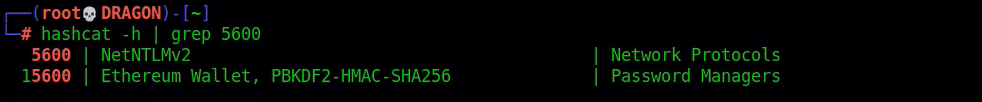 ┌──(root💀DRAGON)-[~]
└─# hashcat -h | grep 5600
   5600 | NetNTLMv2                                        | Network Protocols
  15600 | Ethereum Wallet, PBKDF2-HMAC-SHA256              | Password Managers